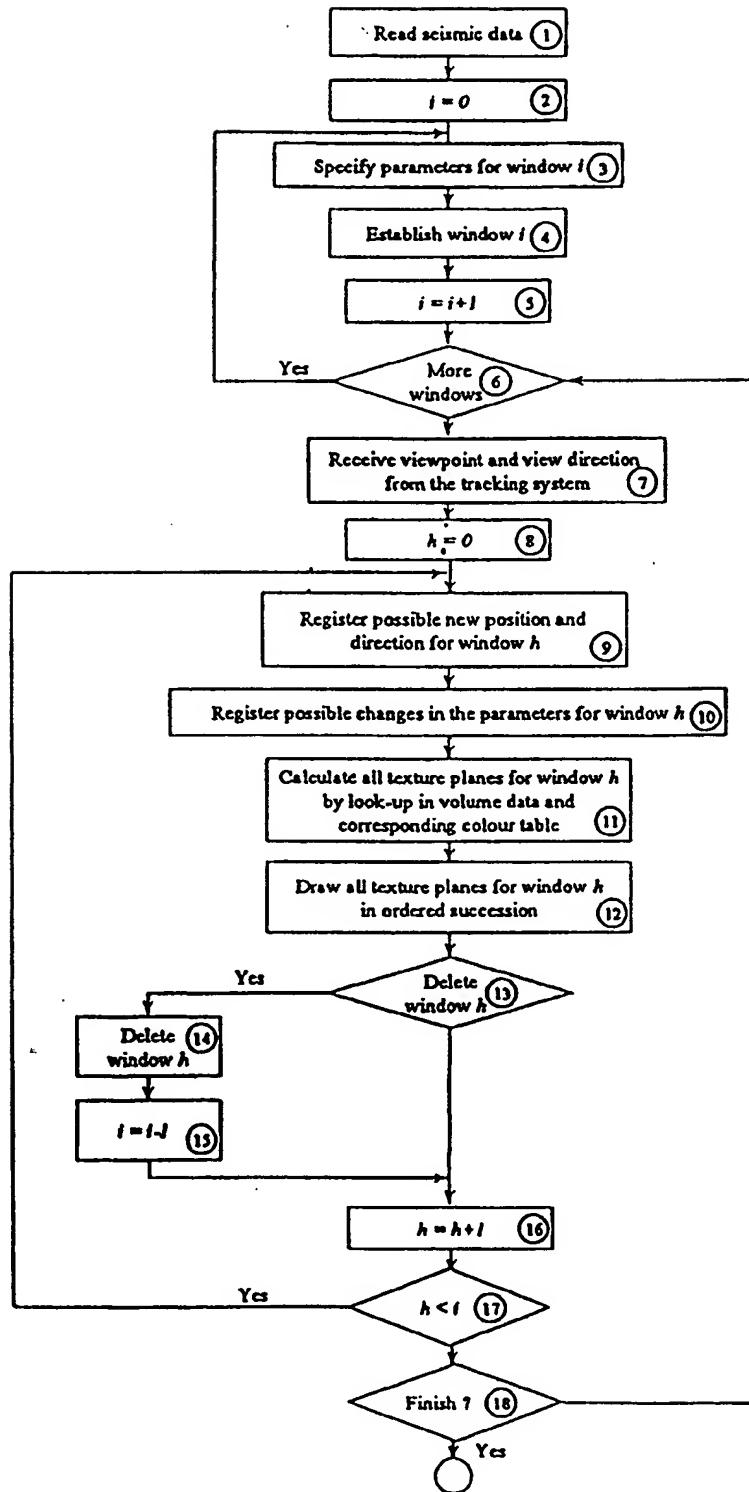 Read seismic data 1
i = 0 2
Specify parameters for window i 3
Establish window i 4
i = i+1 5
Yes
More
windows 6
Receive viewpoint and view direction
from the tracking system 7
h = 0 8
Register possible new position and
direction for window h 9
Register possible changes in the parameters for window h 10
Calculate all texture planes for window h
by look-up in volume data and
corresponding colour table 11
Draw all texture planes for window h
in ordered succession 12
Yes
Delete
window h 13
Delete
window h 14
i = i-1 15
h = h+1 16
Yes
h < i 17
Finish ? 18
Yes